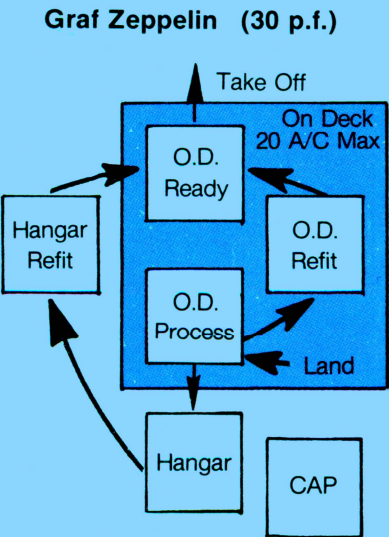 Graf Zeppelin (30 p.f.)
Take Off
On Deck
20 A/C Max
O.D.
Ready
Hangar
Refit
O.D.
Refit
O.D.
Process
Land
Hangar
CAP